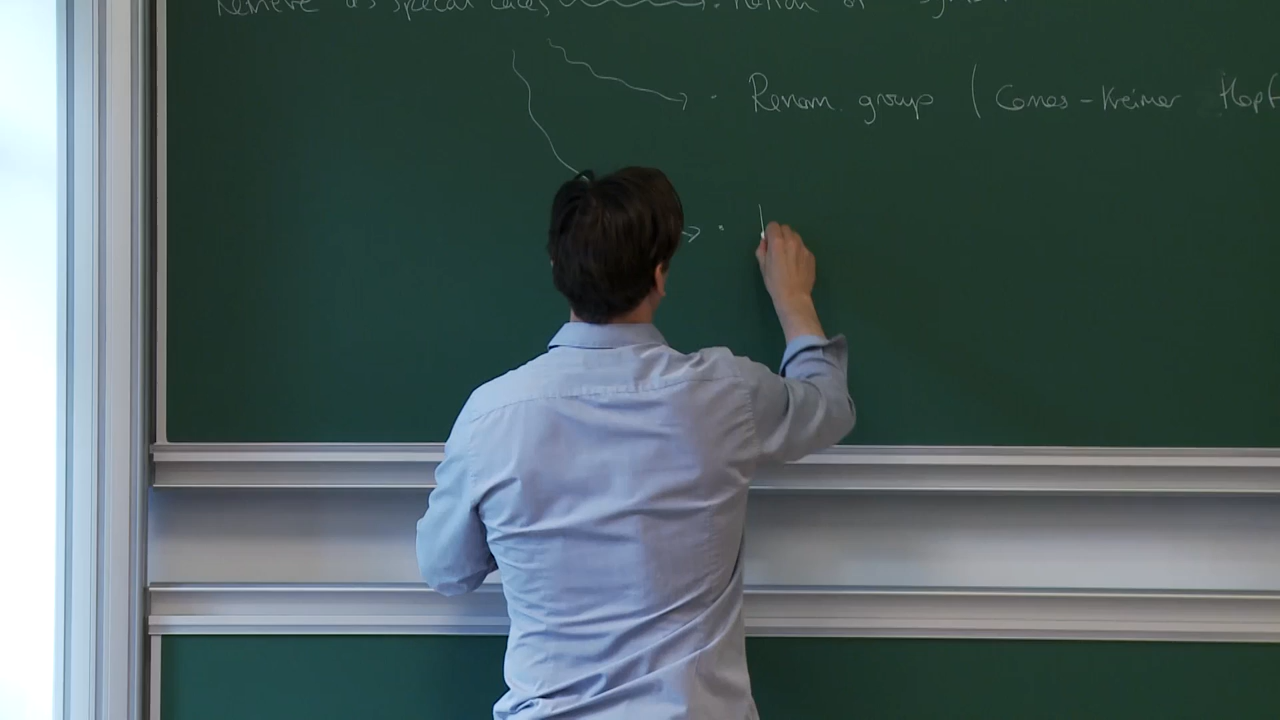 Retrieve as special cases · notion of
· Renorm. group (Connes-Kreimer Hopf
·